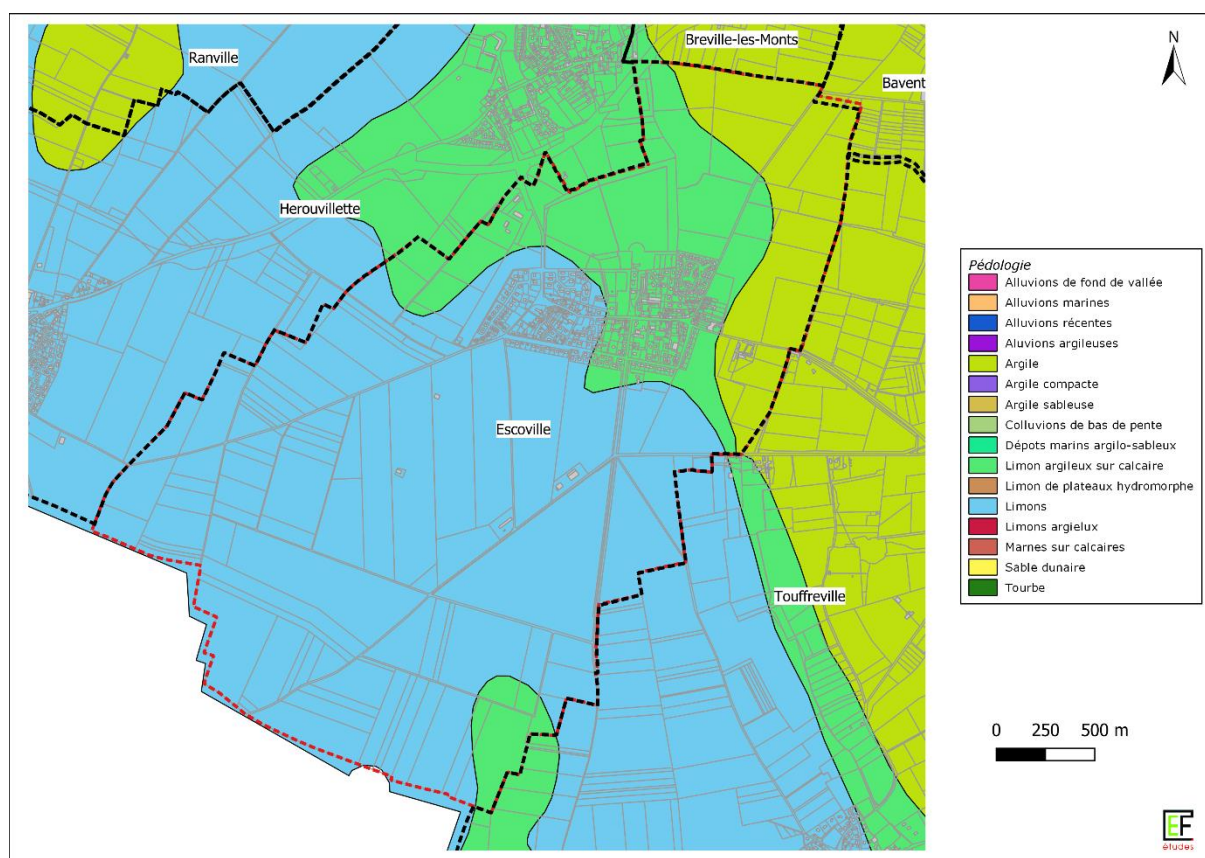 Ranville
Breville-les-Monts
Bavent
Herouvillette
Escoville
Touffreville
N
Pédologie
Alluvions de fond de vallée
Alluvions marines
Alluvions récentes
Aluvions argileuses
Argile
Argile compacte
Argile sableuse
Colluvions de bas de pente
Dépots marins argilo-sableux
Limon argileux sur calcaire
Limon de plateaux hydromorphe
Limons
Limons argielux
Marnes sur calcaires
Sable dunaire
Tourbe
0 250 500 m
CEF
études